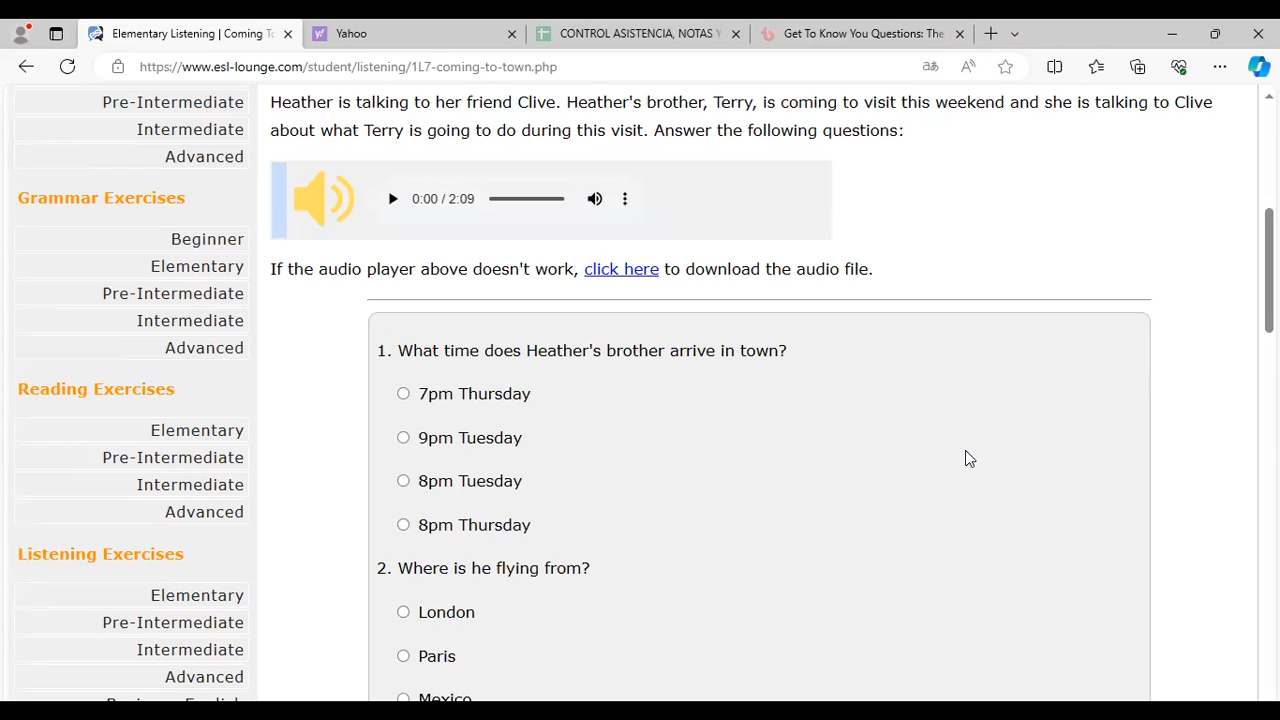 Elementary Listening | Coming To
Yahoo
CONTROL ASISTENCIA, NOTAS
Get To Know You Questions: The
https://www.esl-lounge.com/student/listening/1L7-coming-to-town.php
Pre-Intermediate
Intermediate
Advanced
Grammar Exercises
Beginner
Elementary
Pre-Intermediate
Intermediate
Advanced
Reading Exercises
Elementary
Pre-Intermediate
Intermediate
Advanced
Listening Exercises
Elementary
Pre-Intermediate
Intermediate
Advanced
Heather is talking to her friend Clive. Heather's brother, Terry, is coming to visit this weekend and she is talking to Clive
about what Terry is going to do during this visit. Answer the following questions:
0:00 / 2:09
If the audio player above doesn't work, click here to download the audio file.
1. What time does Heather's brother arrive in town?
7pm Thursday
9pm Tuesday
8pm Tuesday
8pm Thursday
2. Where is he flying from?
London
Paris
Mexico